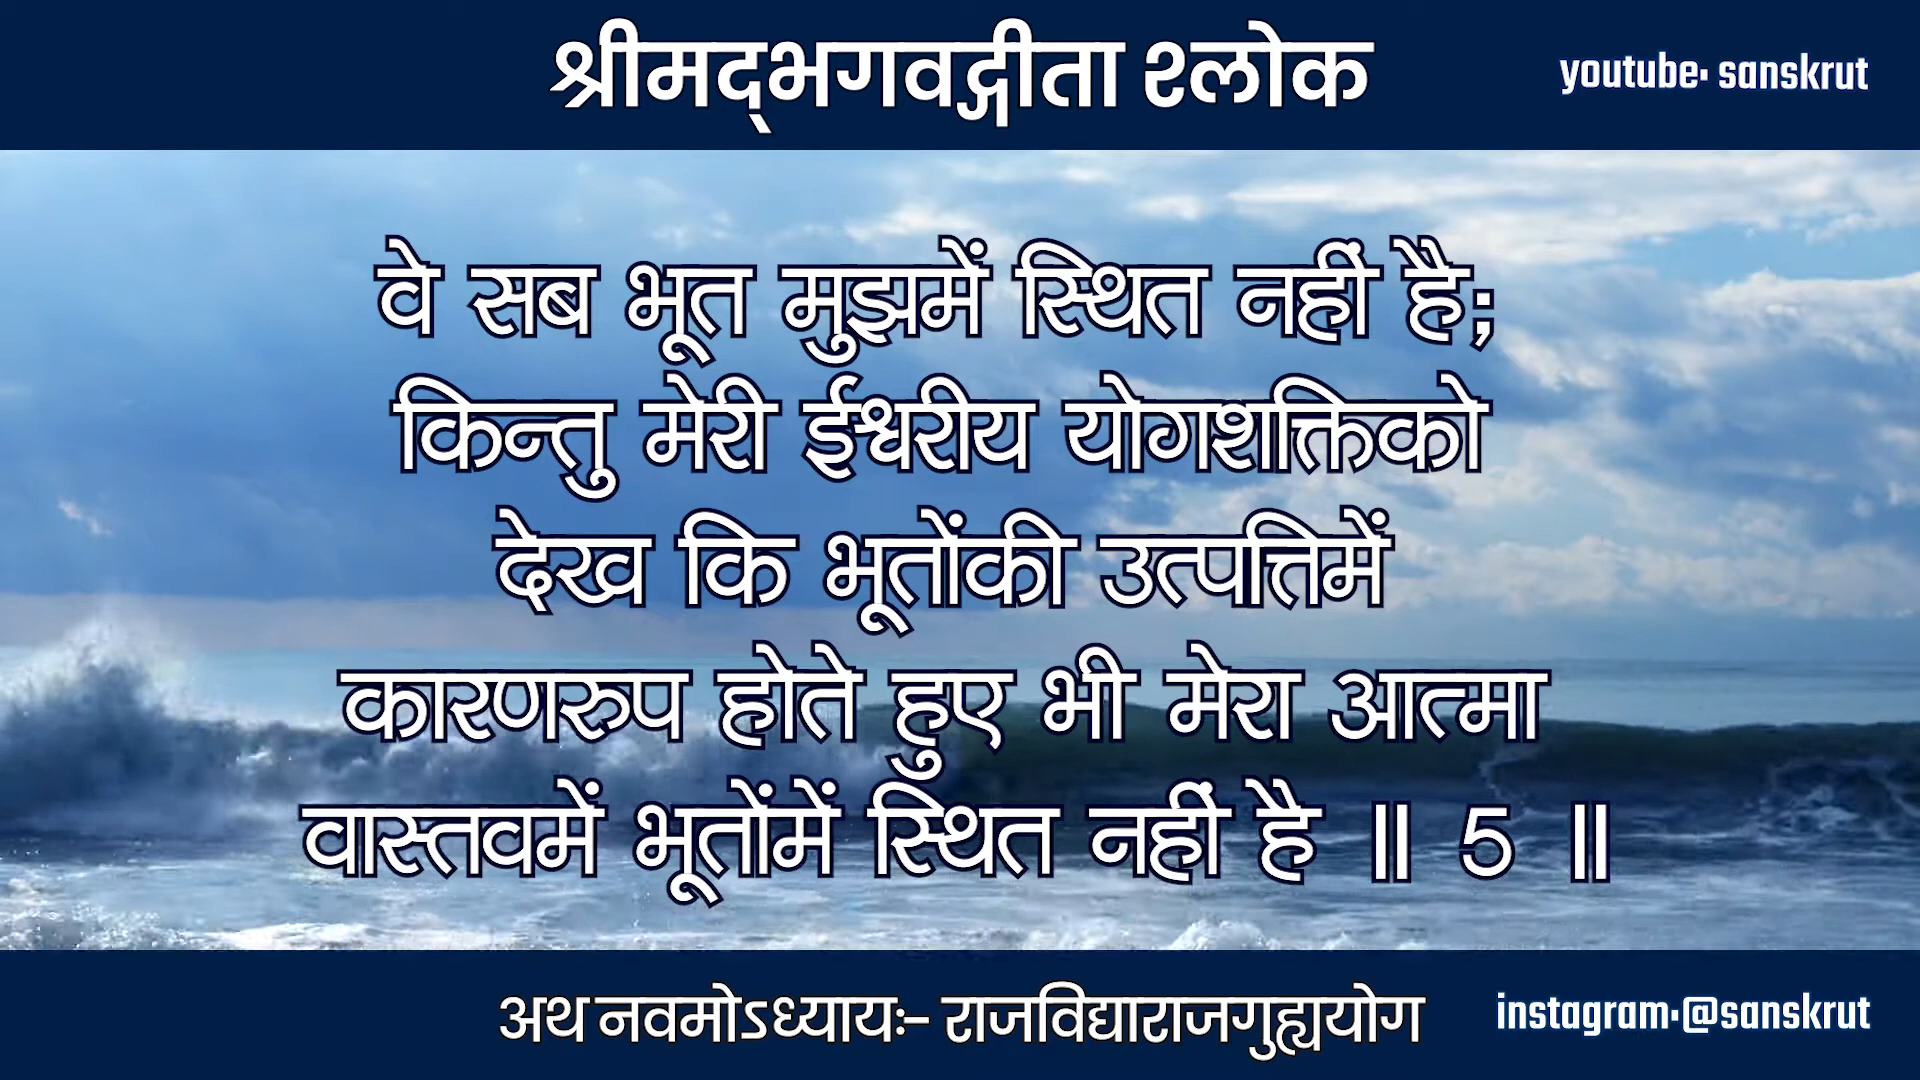 श्रीमद्‌भगवद्गीता श्लोक
youtube: sanskrut
वे सब भूत मुझमें स्थित नहीं है;
किन्तु मेरी ईश्वरीय योगशक्तिको
देख कि भूतोंकी उत्पत्तिमें
कारणरुप होते हुए भी मेरा आत्मा
वास्तवमें भूतोंमें स्थित नहीं है ॥ 5 ॥
अथ नवमोऽध्यायः- राजविद्याराजगुह्ययोग
instagram:@sanskrut